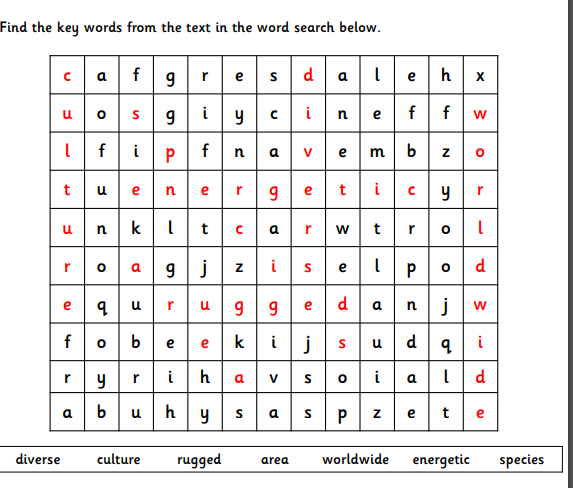 Find the key words from the text in the word search below.
c a f g r e s d a l e h x
u o s g i y c i n e f f w
l f i p f n a v e m b z o
t u e n e r g e t i c y r
u n k l t c a r w t r o l
r o a g j z i s e l p o d
e q u r u g g e d a n j w
f o b e e k i j s u d q i
r y r i h a v s o i a l d
a b u h y s a s p z e t e
diverse culture rugged area worldwide energetic species